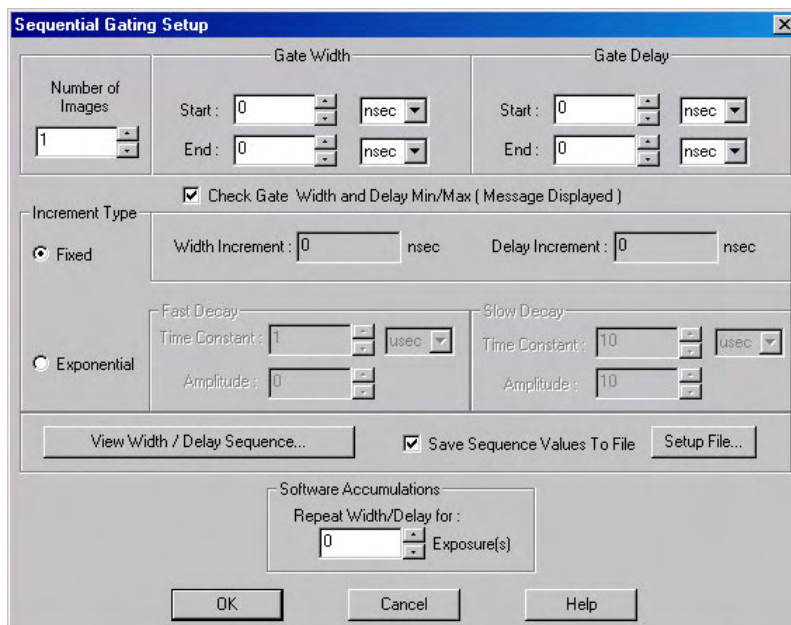 Sequential Gating Setup
Number of
Images
1
Gate Width
Start : 0 nsec
End : 0 nsec
Gate Delay
Start : 0 nsec
End : 0 nsec
Check Gate Width and Delay Min/Max ( Message Displayed )
Increment Type
Fixed
Width Increment : 0 nsec
Delay Increment : 0 nsec
Exponential
Fast Decay
Time Constant : 1 usec
Amplitude : 0
Slow Decay
Time Constant : 10 usec
Amplitude : 10
View Width / Delay Sequence...
Save Sequence Values To File
Setup File...
Software Accumulations
Repeat Width/Delay for :
0 Exposure(s)
OK
Cancel
Help